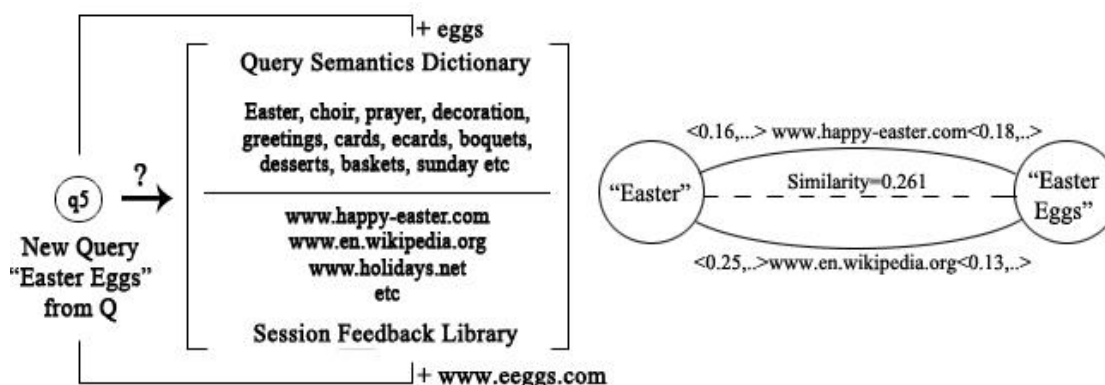 + eggs
Query Semantics Dictionary
Easter, choir, prayer, decoration,
greetings, cards, ecards, boquets,
desserts, baskets, sunday etc
?
q5
New Query
“Easter Eggs”
from Q
www.happy-easter.com
www.en.wikipedia.org
www.holidays.net
etc
Session Feedback Library
+ www.eeggs.com
<0.16,...> www.happy-easter.com<0.18,..>
“Easter”
Similarity=0.261
“Easter
Eggs”
<0.25,..>www.en.wikipedia.org<0.13,..>